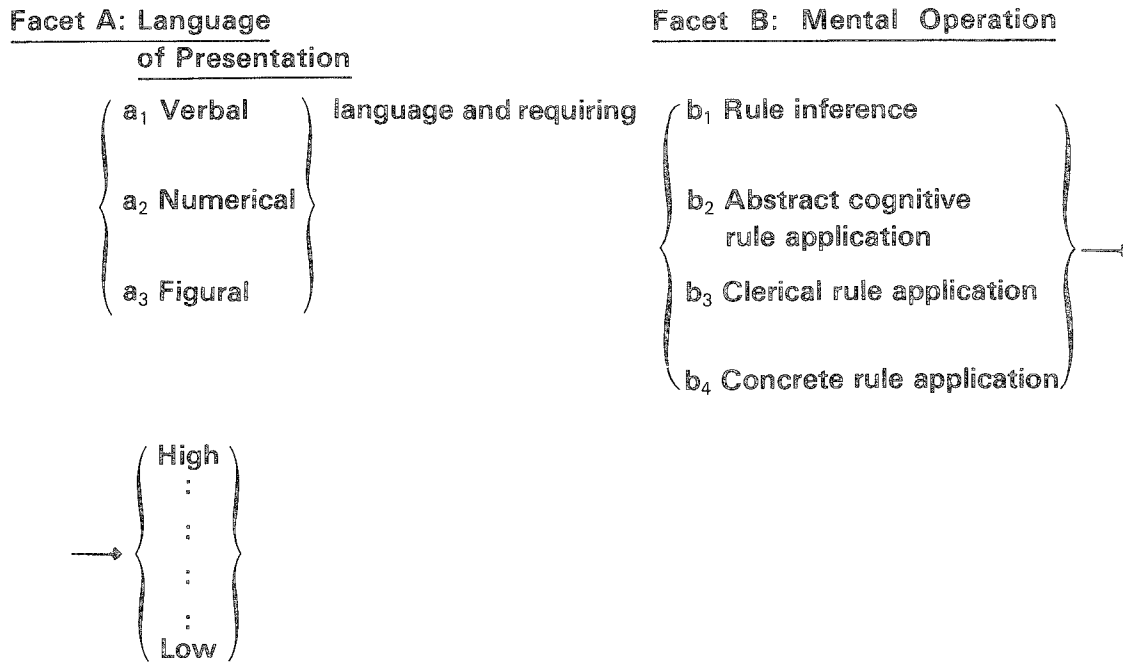 Facet A: Language
of Presentation
Facet B: Mental Operation
a₁ Verbal
language and requiring
b₁ Rule inference
a₂ Numerical
b₂ Abstract cognitive
rule application
a₃ Figural
b₃ Clerical rule application
b₄ Concrete rule application
High
Low